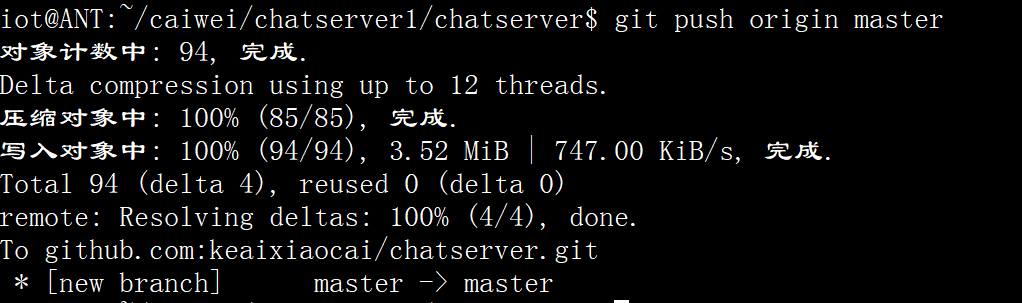 iot@ANT:~/caiwei/chatserver1/chatserver$ git push origin master
对象计数中: 94, 完成.
Delta compression using up to 12 threads.
压缩对象中: 100% (85/85), 完成.
写入对象中: 100% (94/94), 3.52 MiB | 747.00 KiB/s, 完成.
Total 94 (delta 4), reused 0 (delta 0)
remote: Resolving deltas: 100% (4/4), done.
To github.com:keaixiaocai/chatserver.git
 * [new branch]      master -> master